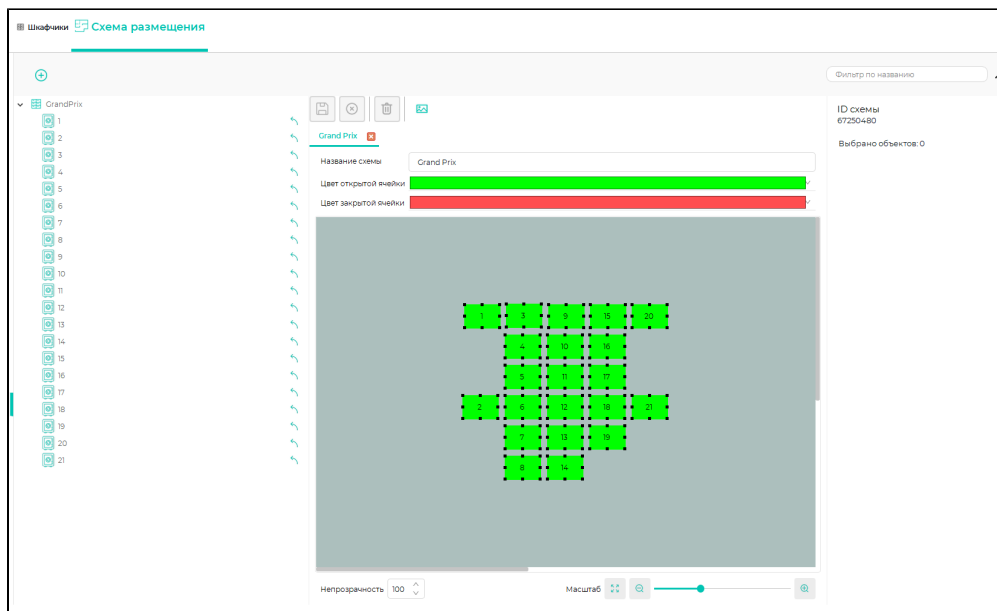 Шкафчики Схема размещения
Фильтр по названию
GrandPrix
1
2
3
4
5
6
7
8
9
10
11
12
13
14
15
16
17
18
19
20
21
Grand Prix
Название схемы Grand Prix
Цвет открытой ячейки
Цвет закрытой ячейки
1 3 9 15 20
4 10 16
5 11 17
2 6 12 18 21
7 13 19
8 14
Непрозрачность 100 Масштаб
ID схемы
67250480
Выбрано объектов: 0